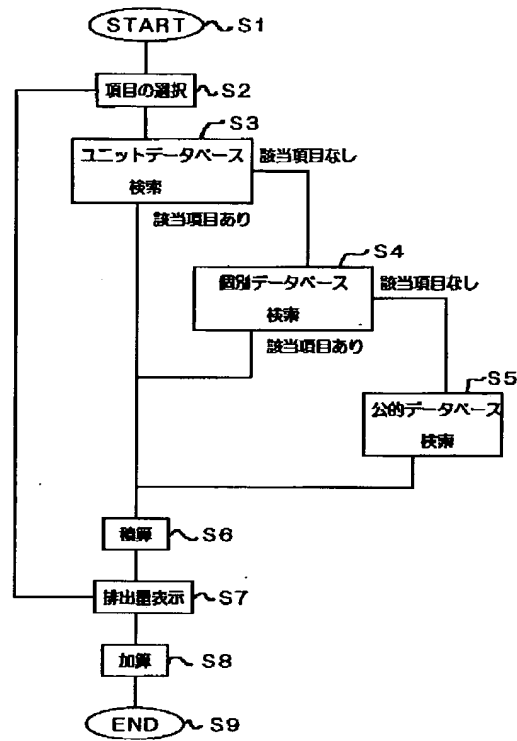 START
S1
項目の選択
S2
S3
ユニットデータベース
検索
該当項目なし
該当項目あり
S4
個別データベース
検索
該当項目なし
該当項目あり
S5
公的データベース
検索
積算
S6
排出量表示
S7
加算
S8
END
S9